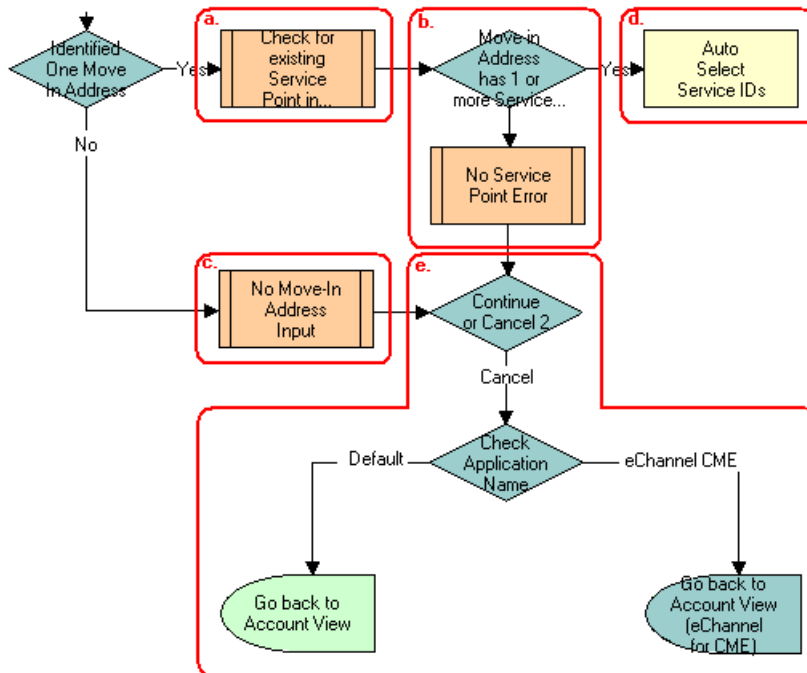 a.
b.
d.
Identified
One Move
In Address
Yes
Check for
existing
Service
Point in...
Move in
Address
has 1 or
more Service...
Yes
Auto
Select
Service IDs
No
No Service
Point Error
c.
e.
No Move-In
Address
Input
Continue
or Cancel 2
Cancel
Check
Application
Name
Default
eChannel CME
Go back to
Account View
Go back to
Account View
(eChannel
for CME)